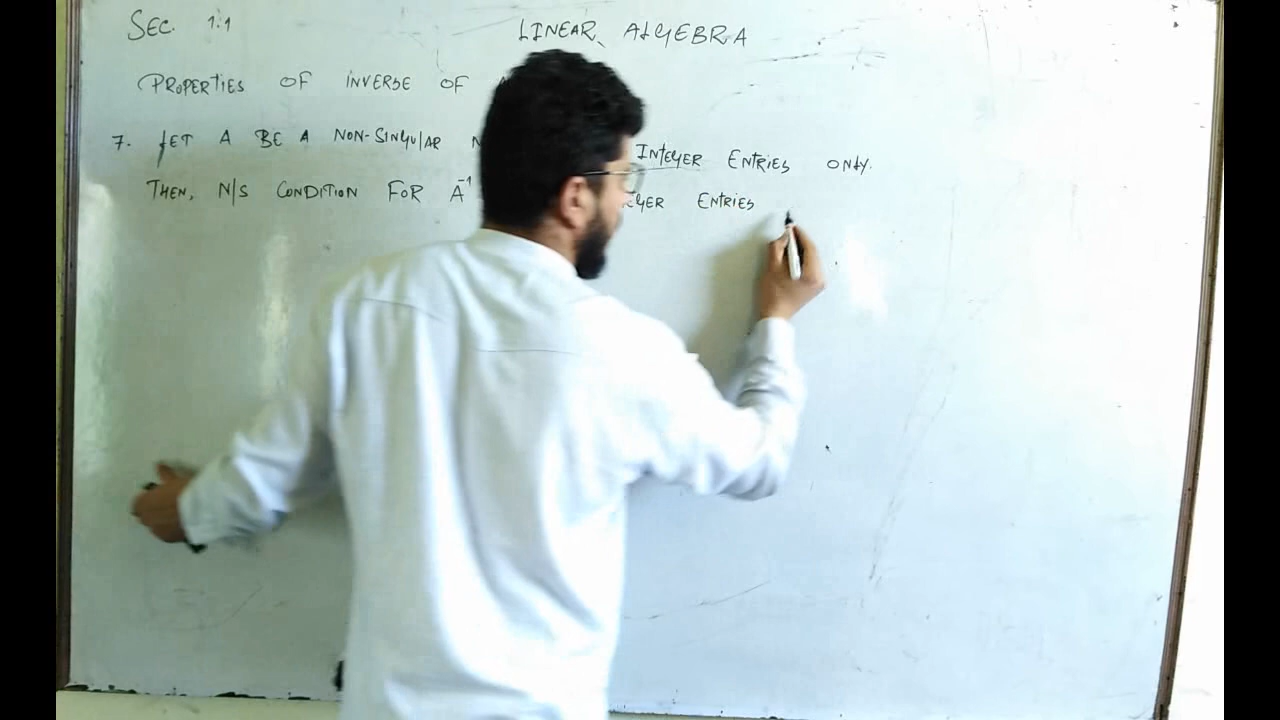 SEC. 1.1
LINEAR ALGEBRA
PROPERTIES OF INVERSE OF
7. LET A BE A NON-SINGULAR INTEGER ENTRIES ONLY.
THEN, N/S CONDITION FOR A⁻¹ ENTRIES